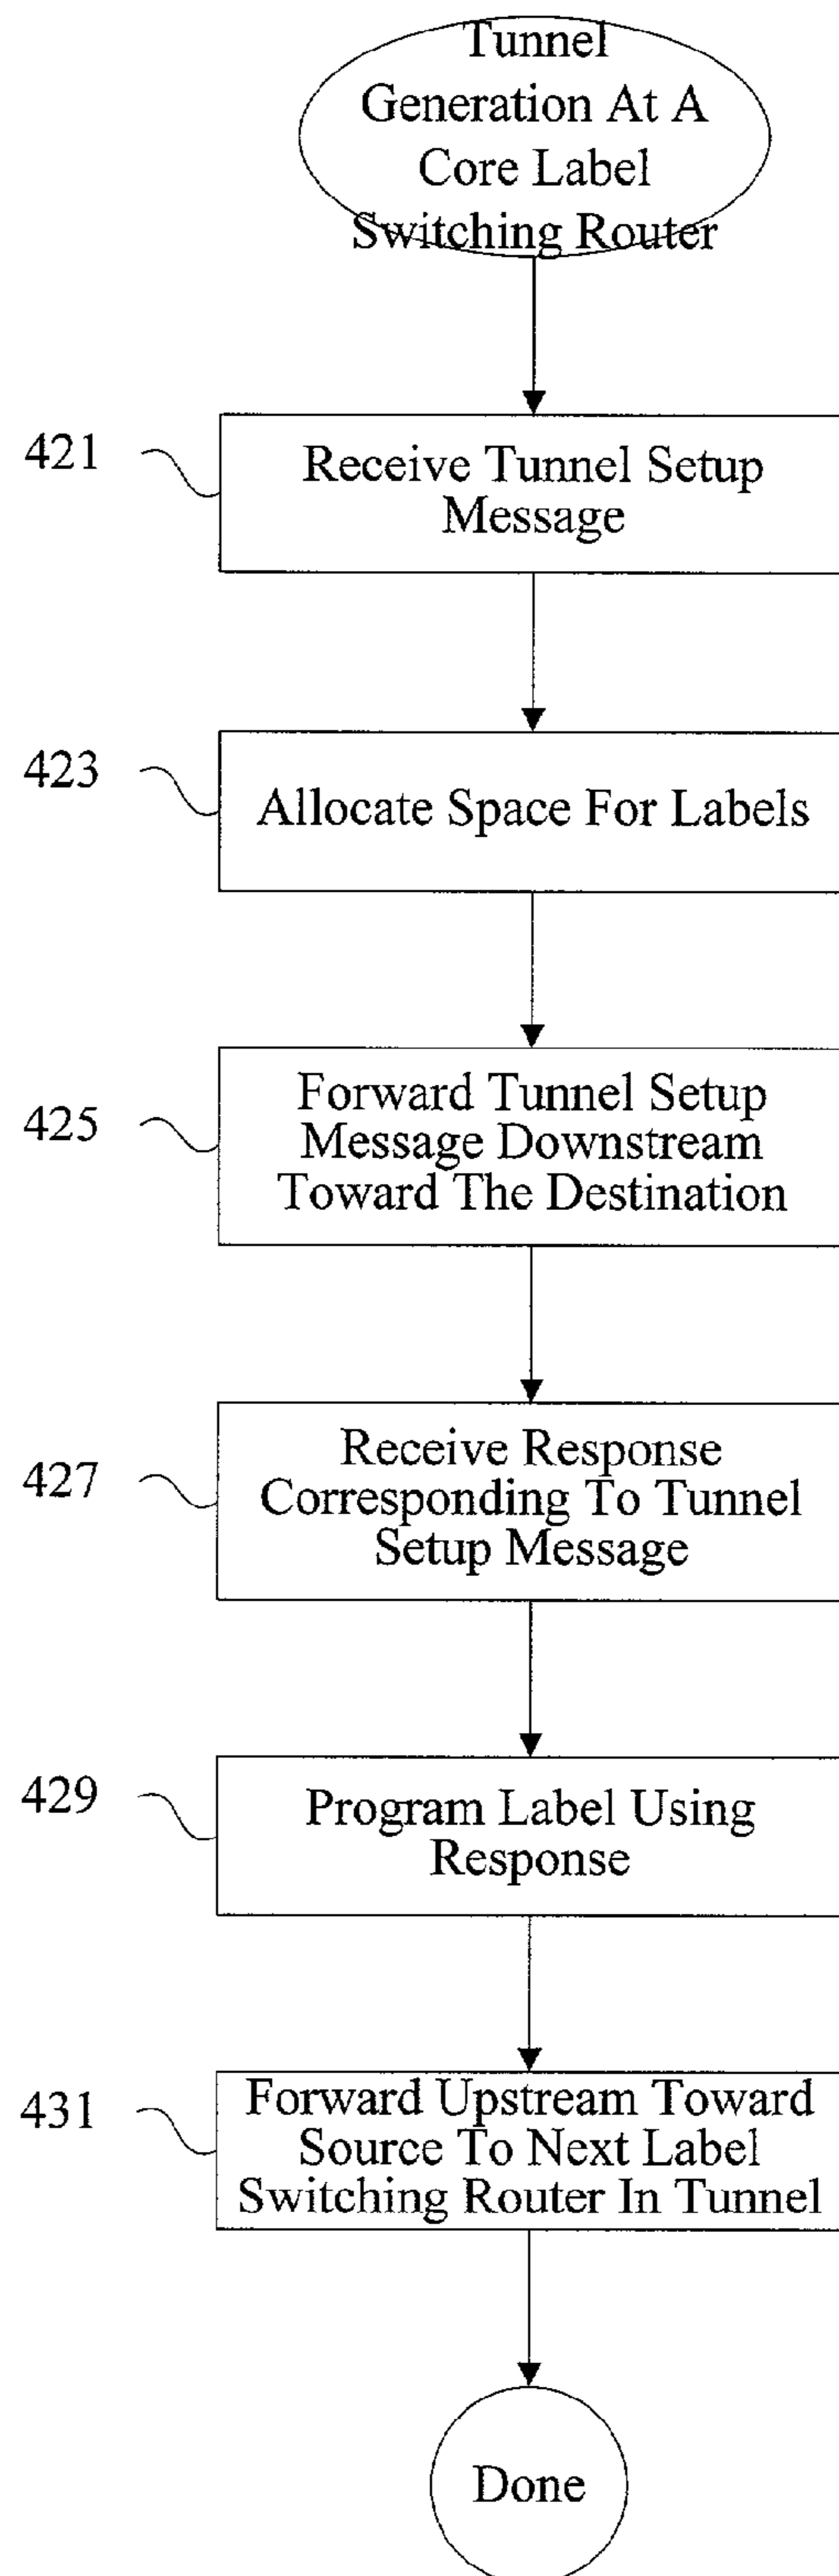 Tunnel
Generation At A
Core Label
Switching Router
421
Receive Tunnel Setup
Message
423
Allocate Space For Labels
425
Forward Tunnel Setup
Message Downstream
Toward The Destination
427
Receive Response
Corresponding To Tunnel
Setup Message
429
Program Label Using
Response
431
Forward Upstream Toward
Source To Next Label
Switching Router In Tunnel
Done